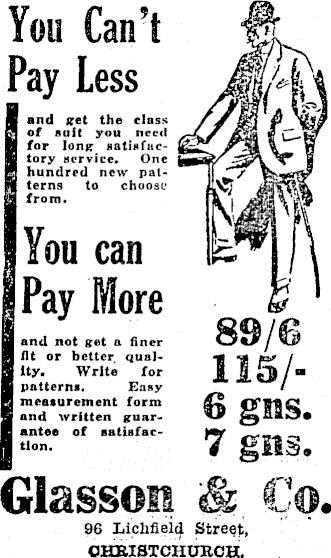 You Can't
Pay Less
and get the class
of suit you need
for long satisfac-
tory service. One
hundred new pat-
terns to choose
from.
You can
Pay More
and not get a finer
fit or better qual-
ity. Write for
patterns. Easy
measurement form
and written guar-
antee of satisfac-
tion.
89/6
115/-
6 gns.
7 gns.
Glasson & Co.
96 Lichfield Street,
CHRISTCHURCH.